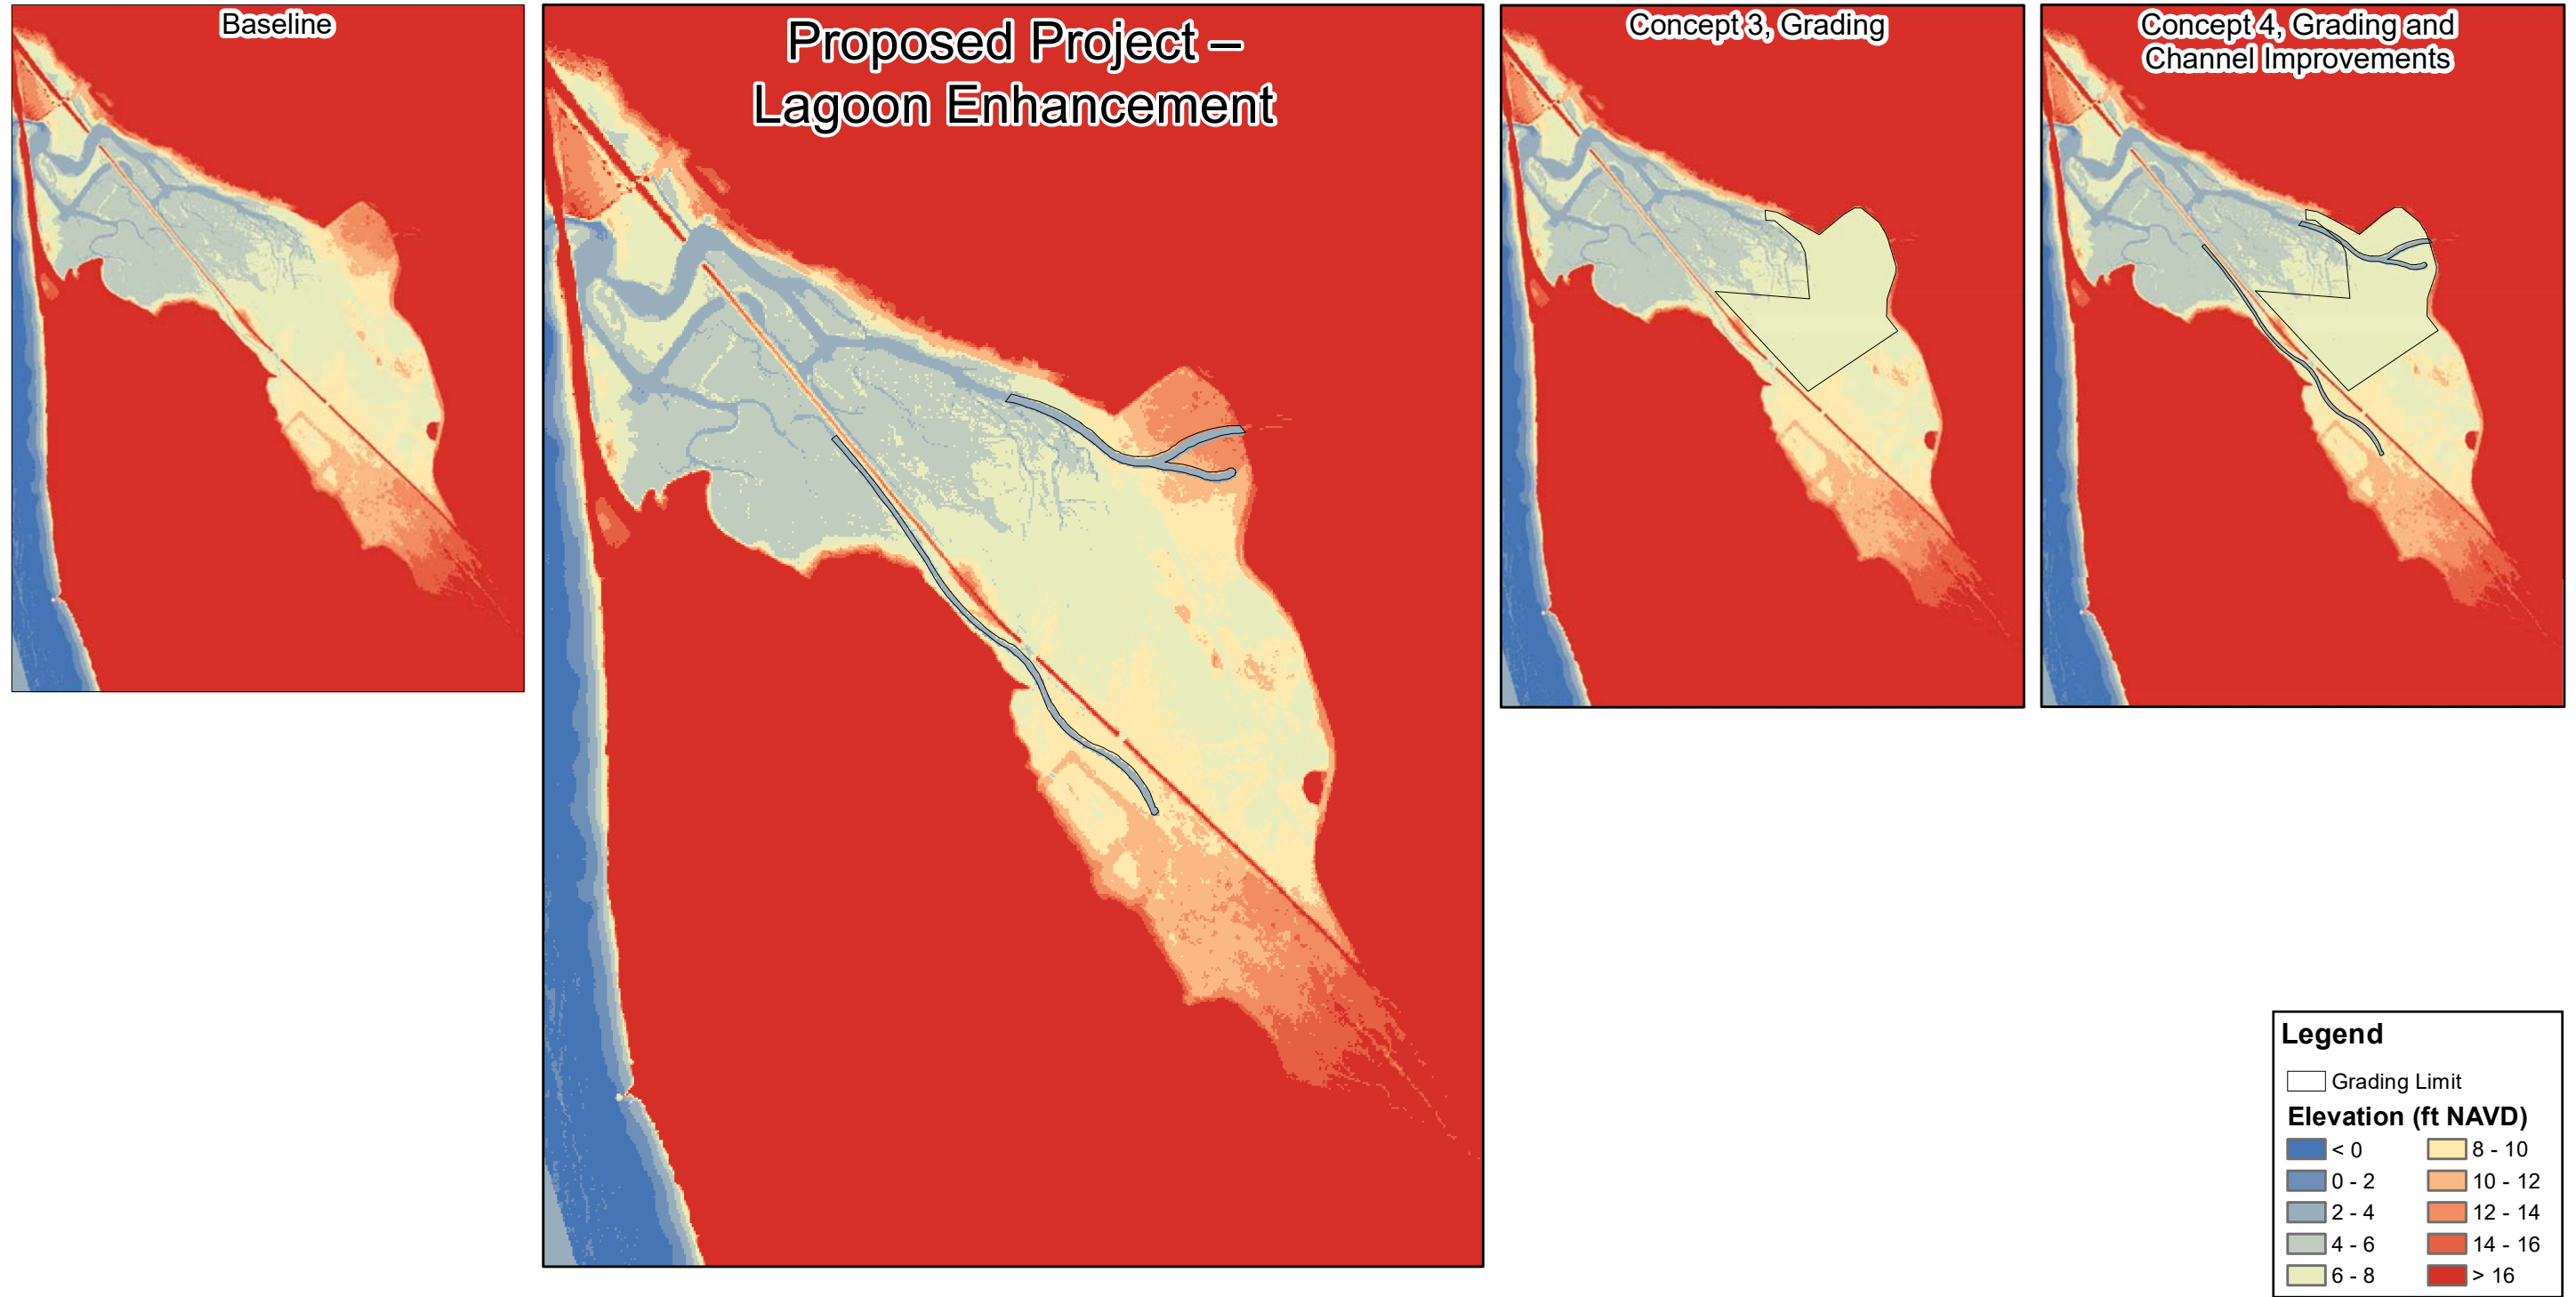 Baseline
Proposed Project –
Lagoon Enhancement
Concept 3, Grading
Concept 4, Grading and
Channel Improvements
Legend
Grading Limit
Elevation (ft NAVD)
< 0
0 - 2
2 - 4
4 - 6
6 - 8
8 - 10
10 - 12
12 - 14
14 - 16
> 16